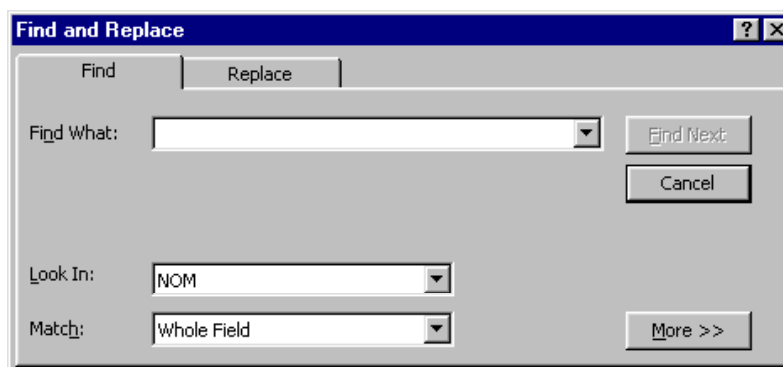 Find and Replace
Find Replace
Find What: Find Next
Cancel
Look In: NOM
Match: Whole Field More >>